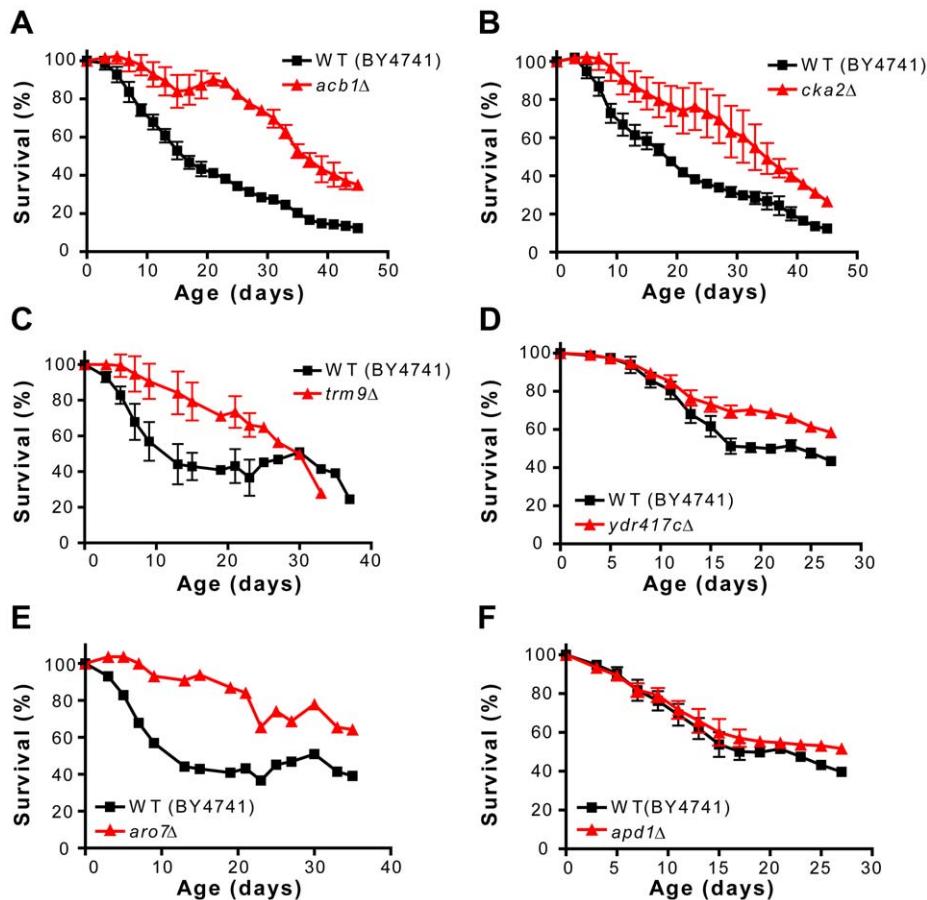 A
Survival (%)
100
80
60
40
20
0
WT (BY4741)
acb1Δ
0 10 20 30 40 50
Age (days)
B
Survival (%)
100
80
60
40
20
0
WT (BY4741)
cka2Δ
0 10 20 30 40 50
Age (days)
C
Survival (%)
100
80
60
40
20
0
WT (BY4741)
trm9Δ
0 10 20 30 40
Age (days)
D
Survival (%)
100
80
60
40
20
0
WT (BY4741)
ydr417cΔ
0 5 10 15 20 25 30
Age (days)
E
Survival (%)
100
80
60
40
20
0
WT (BY4741)
aro7Δ
0 10 20 30 40
Age (days)
F
Survival (%)
100
80
60
40
20
0
WT(BY4741)
apd1Δ
0 5 10 15 20 25 30
Age (days)